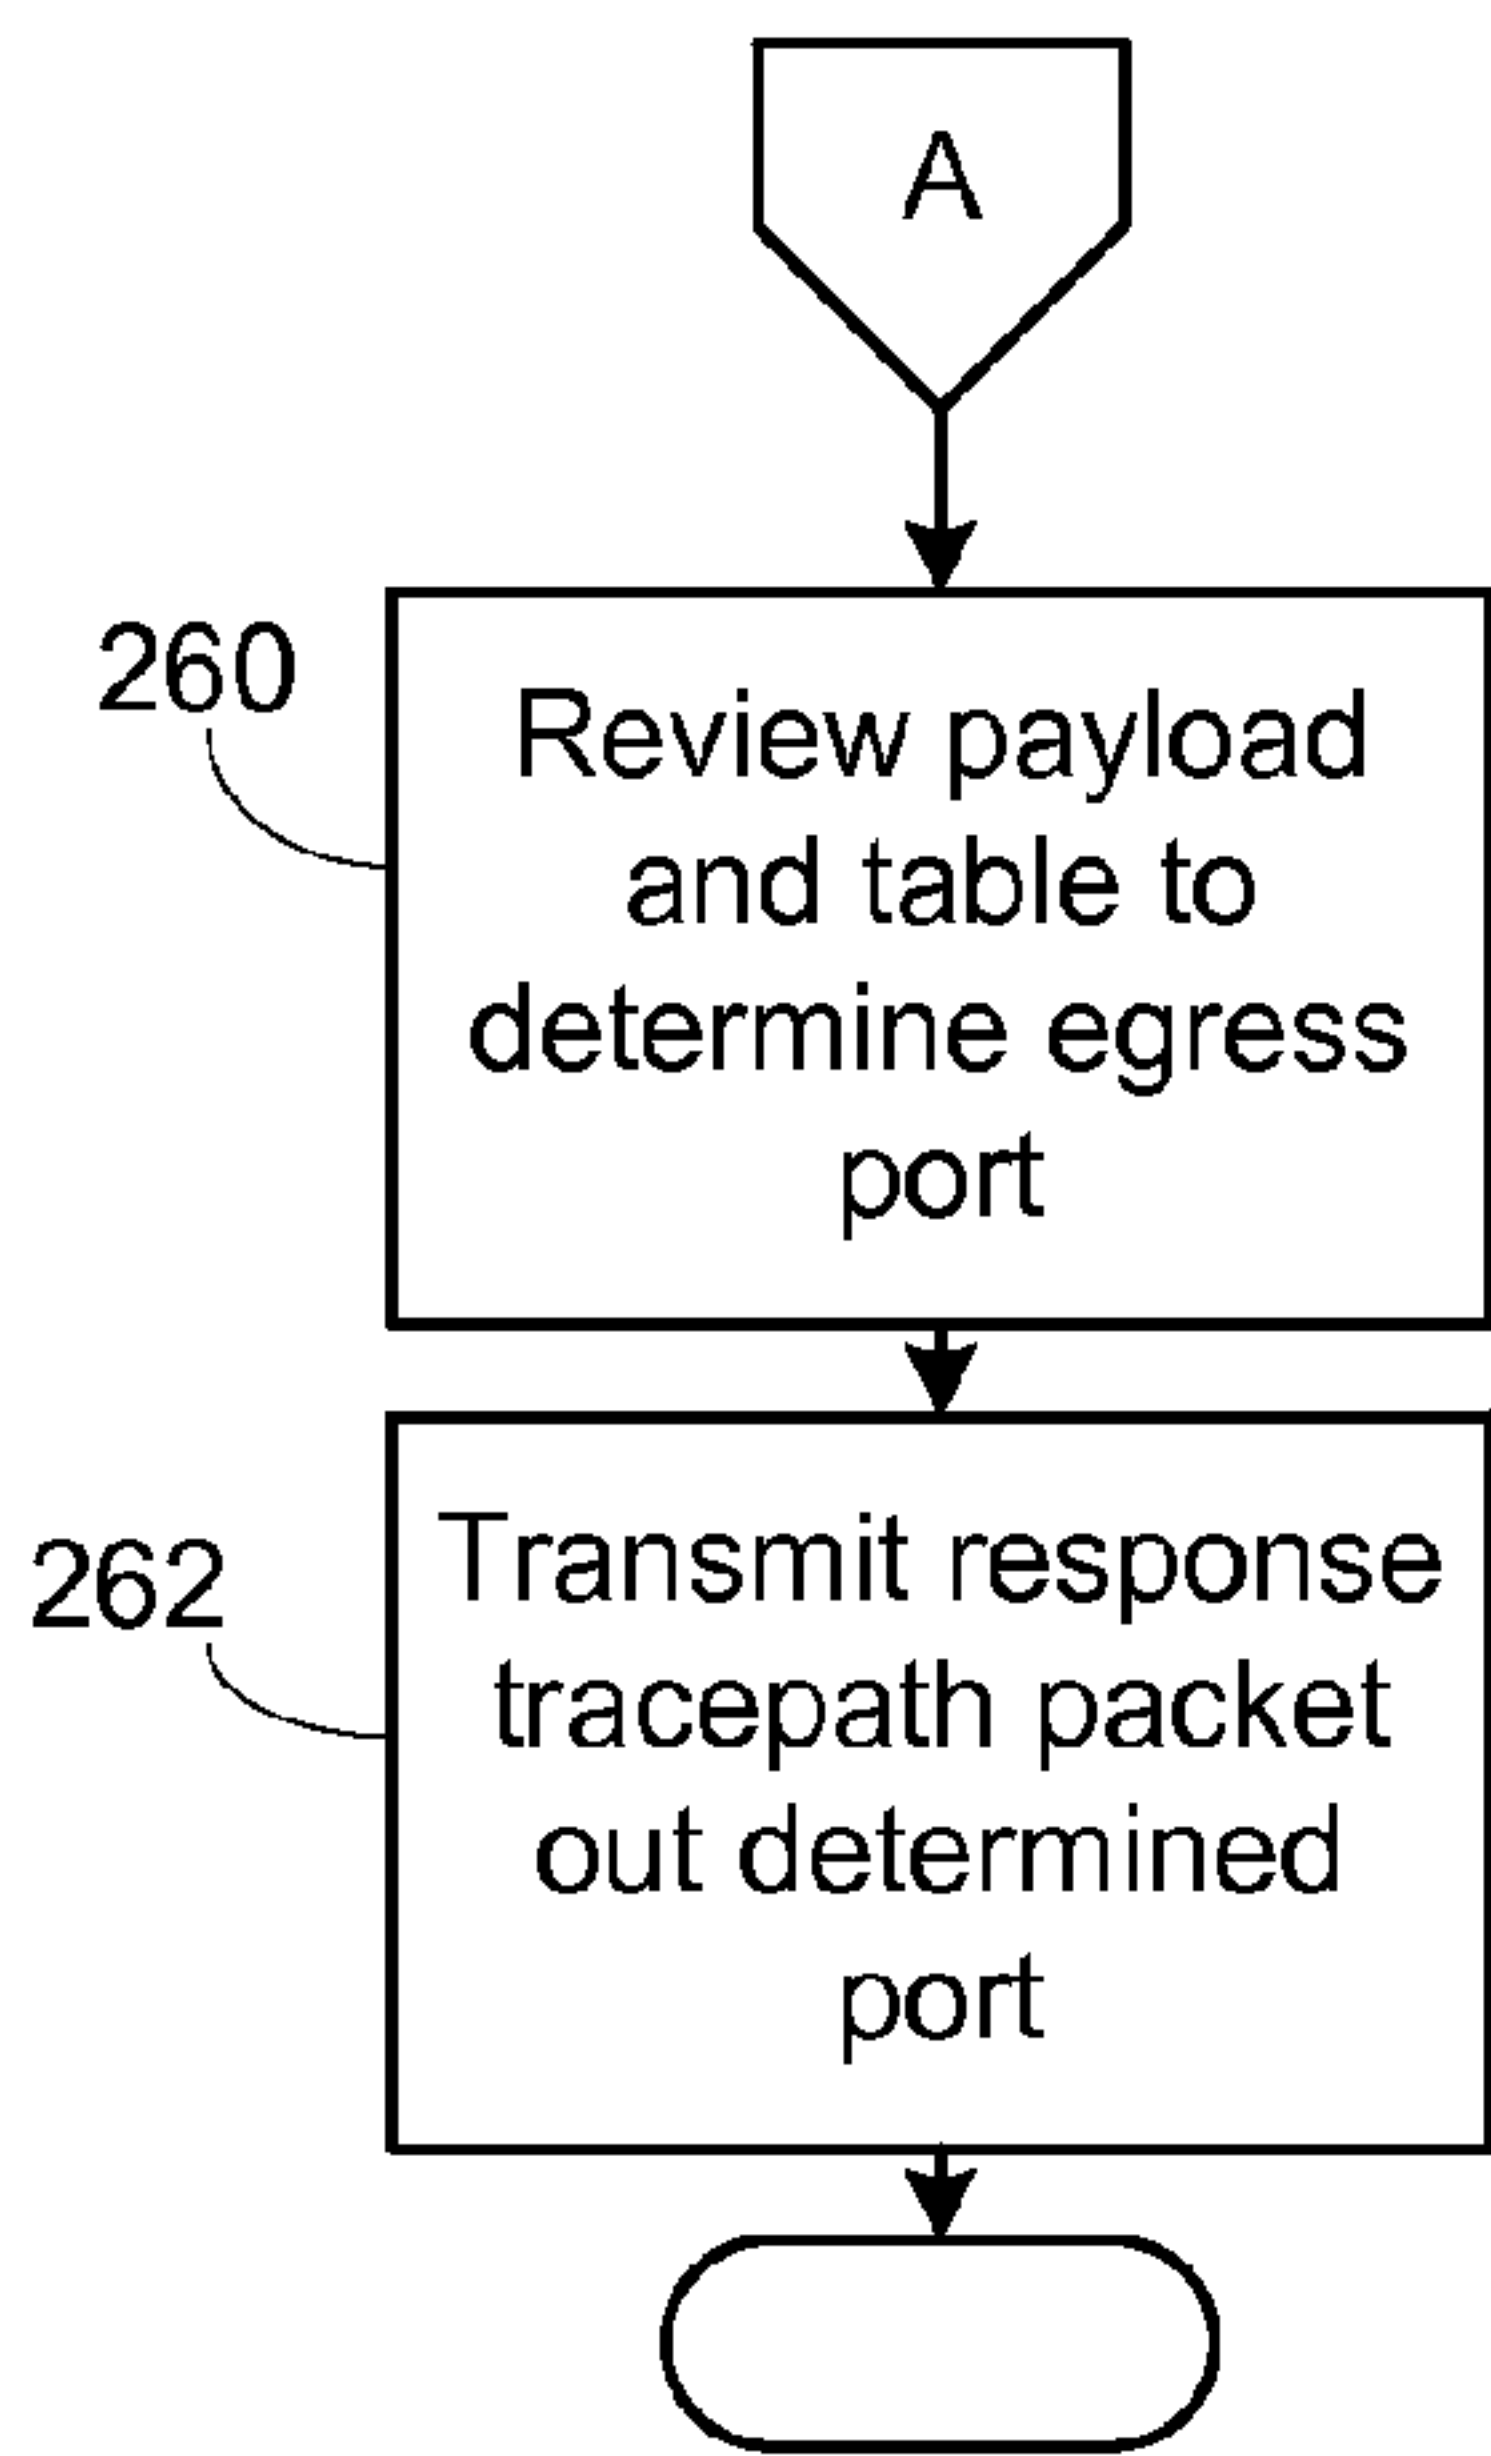 A
260
Review payload
and table to
determine egress
port
262
Transmit response
tracepath packet
out determined
port